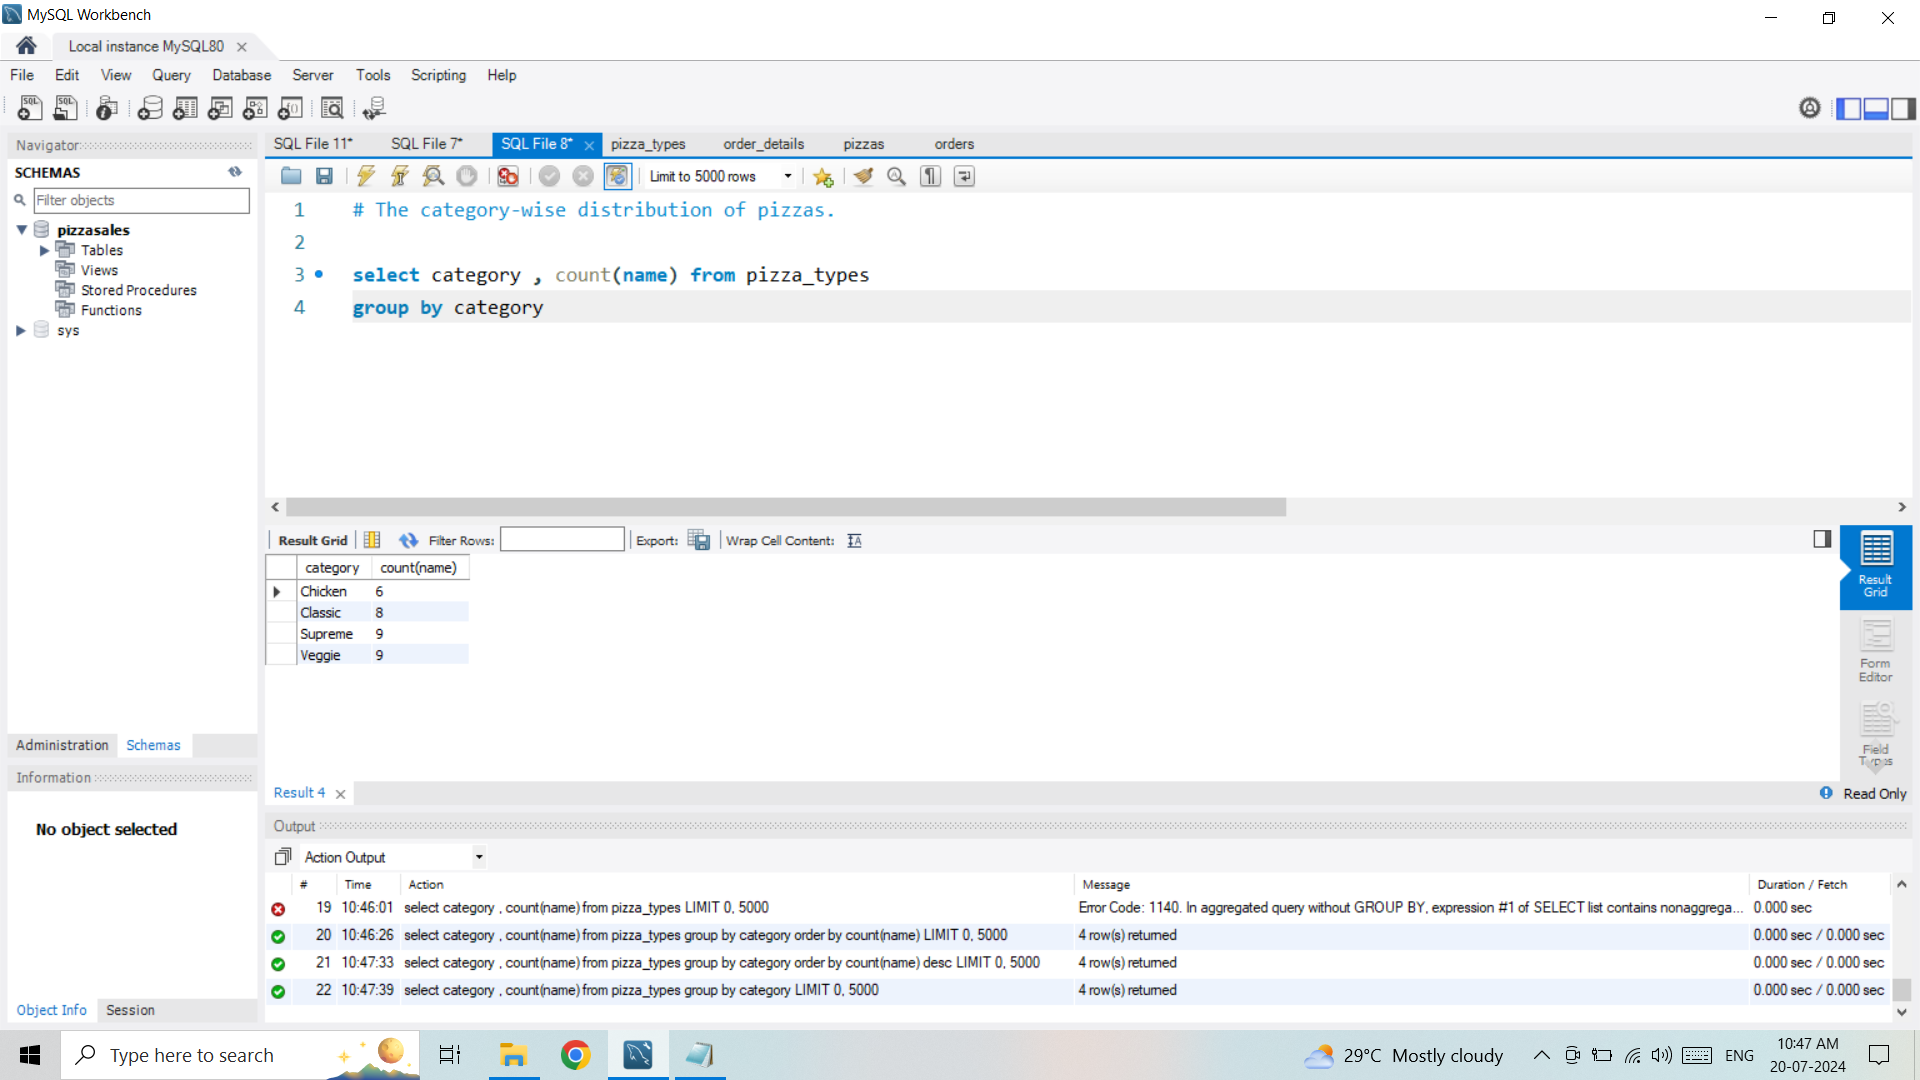 MySQL Workbench
Local instance MySQL80
File Edit View Query Database Server Tools Scripting Help
Navigator
SCHEMAS
Filter objects
pizzasales
Tables
Views
Stored Procedures
Functions
sys
Administration Schemas
Information
No object selected
Object Info Session
SQL File 11* SQL File 7* SQL File 8* pizza_types order_details pizzas orders
Limit to 5000 rows
1 # The category-wise distribution of pizzas.
2
3 select category , count(name) from pizza_types
4 group by category
Result Grid Filter Rows: Export: Wrap Cell Content:
category count(name)
Chicken 6
Classic 8
Supreme 9
Veggie 9
Result
Grid
Form
Editor
Field
Types
Result 4
Read Only
Output
Action Output
# Time Action Message Duration / Fetch
19 10:46:01 select category , count(name) from pizza_types LIMIT 0, 5000 Error Code: 1140. In aggregated query without GROUP BY, expression #1 of SELECT list contains nonaggrega... 0.000 sec
20 10:46:26 select category , count(name) from pizza_types group by category order by count(name) LIMIT 0, 5000 4 row(s) returned 0.000 sec / 0.000 sec
21 10:47:33 select category , count(name) from pizza_types group by category order by count(name) desc LIMIT 0, 5000 4 row(s) returned 0.000 sec / 0.000 sec
22 10:47:39 select category , count(name) from pizza_types group by category LIMIT 0, 5000 4 row(s) returned 0.000 sec / 0.000 sec
Type here to search
29°C Mostly cloudy
ENG
10:47 AM
20-07-2024